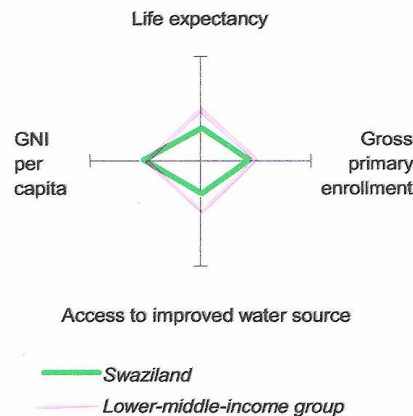 Life expectancy
GNI
per
capita
Gross
primary
enrollment
Access to improved water source
Swaziland
Lower-middle-income group